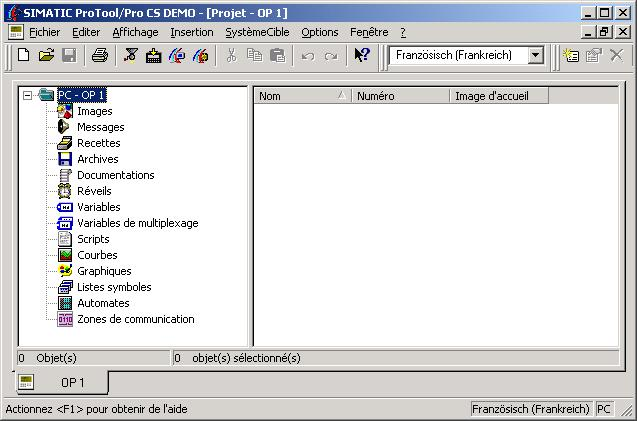 SIMATIC ProTool/Pro CS DEMO - [Projet - OP 1]
Fichier Editer Affichage Insertion SystèmeCible Options Fenêtre ?
Französisch (Frankreich)
PC - OP 1
Images
Messages
Recettes
Archives
Documentations
Réveils
Variables
Variables de multiplexage
Scripts
Courbes
Graphiques
Listes symboles
Automates
Zones de communication
Nom Numéro Image d'accueil
0 Objet(s) 0 objet(s) sélectionné(s)
OP 1
Actionnez <F1> pour obtenir de l'aide Französisch (Frankreich) PC